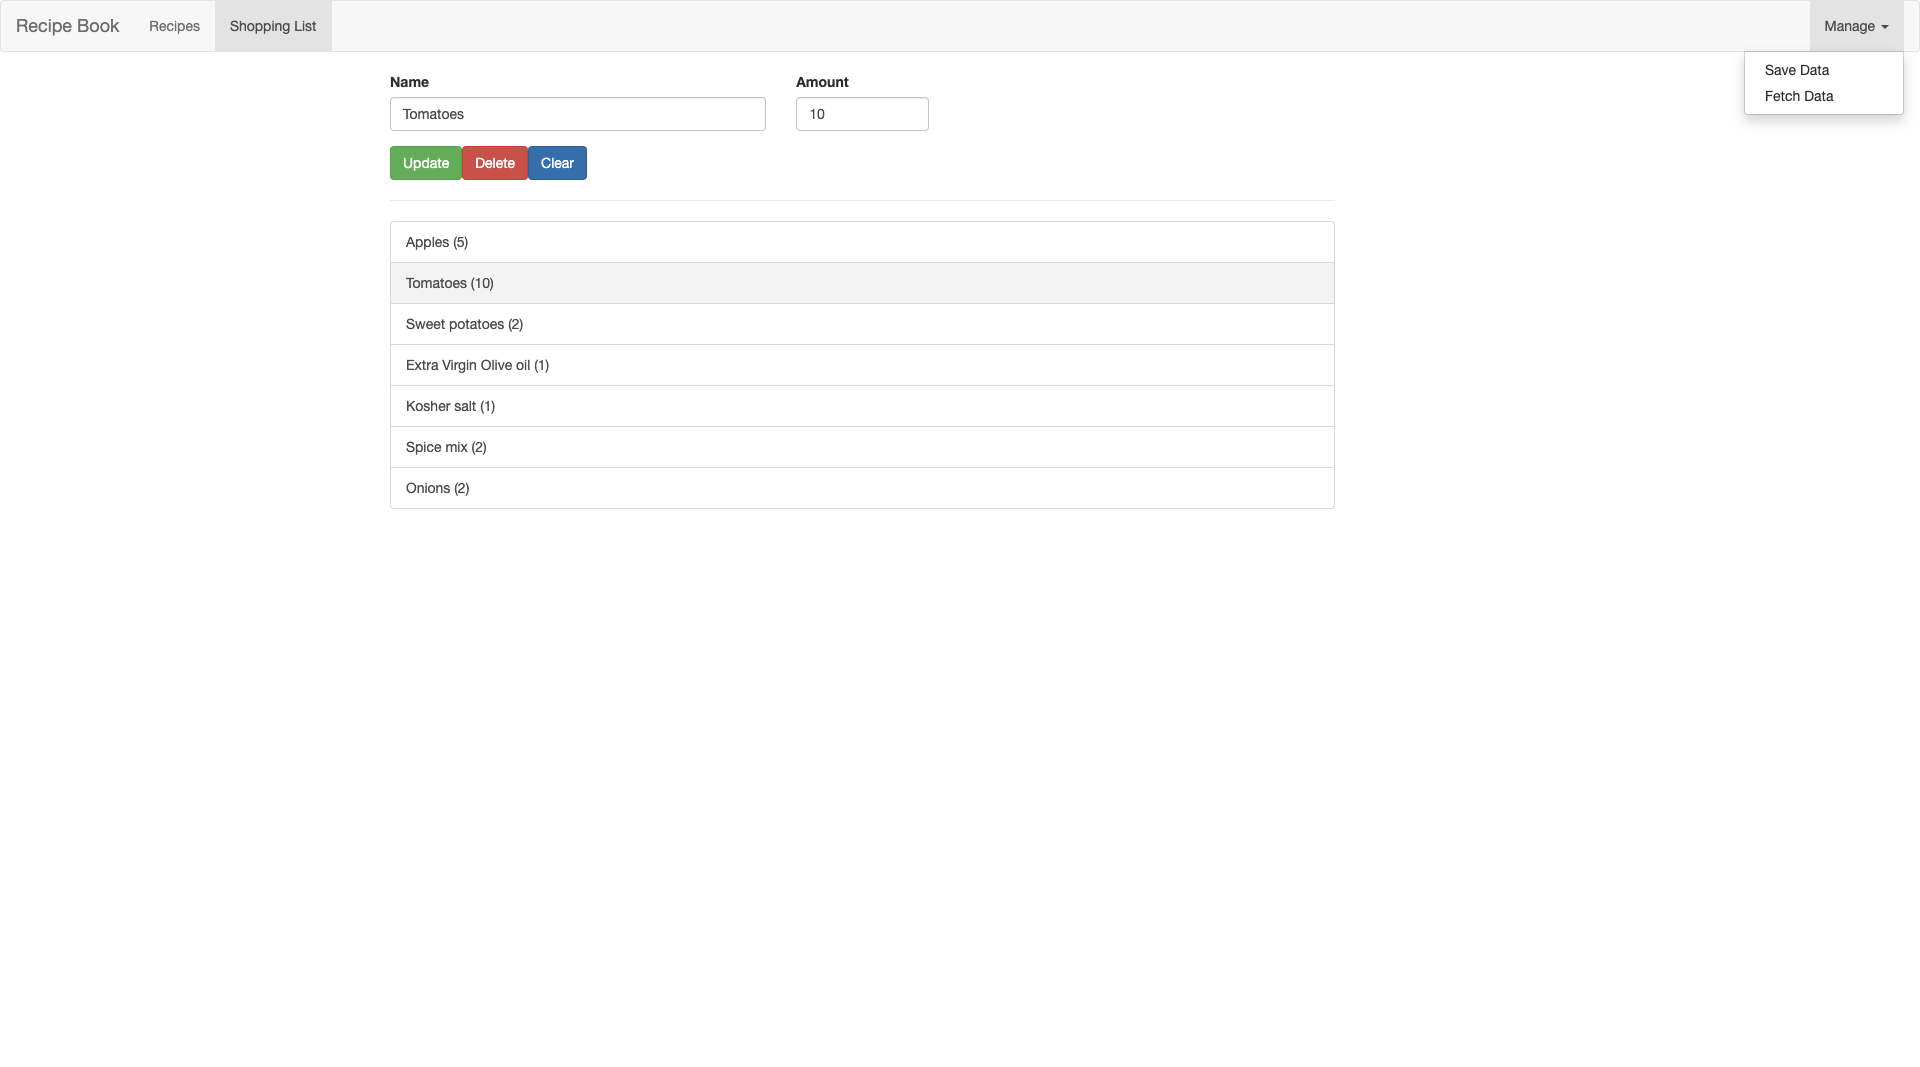 Recipe Book Recipes Shopping List Manage
Save Data
Fetch Data
Name Amount
Tomatoes 10
Update Delete Clear
Apples (5)
Tomatoes (10)
Sweet potatoes (2)
Extra Virgin Olive oil (1)
Kosher salt (1)
Spice mix (2)
Onions (2)